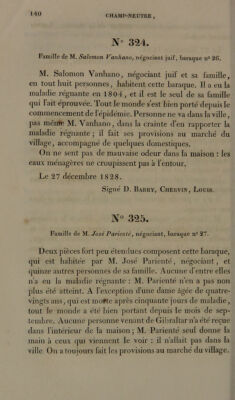 140
CHAMP-NEUTRE,
N° 324.
Famille de M. Salomon Vanhano, négociant juif, baraque n° 26.
M. Salomon Vanhano, négociant juif et sa famille,
en tout huit personnes, habitent cette baraque. Il a eu la
maladie régnante en 1804, et il est le seul de sa famille
qui l'ait éprouvée. Tout le monde s'est bien porté depuis le
commencement de l'épidémie. Personne ne va dans la ville,
pas même M. Vanhano, dans la crainte d'en rapporter la
maladie régnante ; il fait ses provisions au marché du
village, accompagné de quelques domestiques.
On ne sent pas de mauvaise odeur dans la maison : les
eaux ménagères ne croupissent pas à l'entour.
Le 27 décembre 1828.
Signé D. Barry, Chervin, Louis.
N° 325.
Famille de M. José Parienté, négociant, baraque n° 27.
Deux pièces fort peu étendues composent cette baraque,
qui est habitée par M. José Parienté, négociant, et
quinze autres personnes de sa famille. Aucune d'entre elles
n'a eu la maladie régnante : M. Parienté n'en a pas non
plus été atteint. A l'exception d'une dame âgée de quatre-
vingts ans, qui est morte après cinquante jours de maladie,
tout le monde a été bien portant depuis le mois de sep-
tembre. Aucune personne venant de Gibraltar n'a été reçue
dans l'intérieur de la maison ; M. Parienté seul donne la
main à ceux qui viennent le voir : il n'allait pas dans la
ville. On a toujours fait les provisions au marché du village.